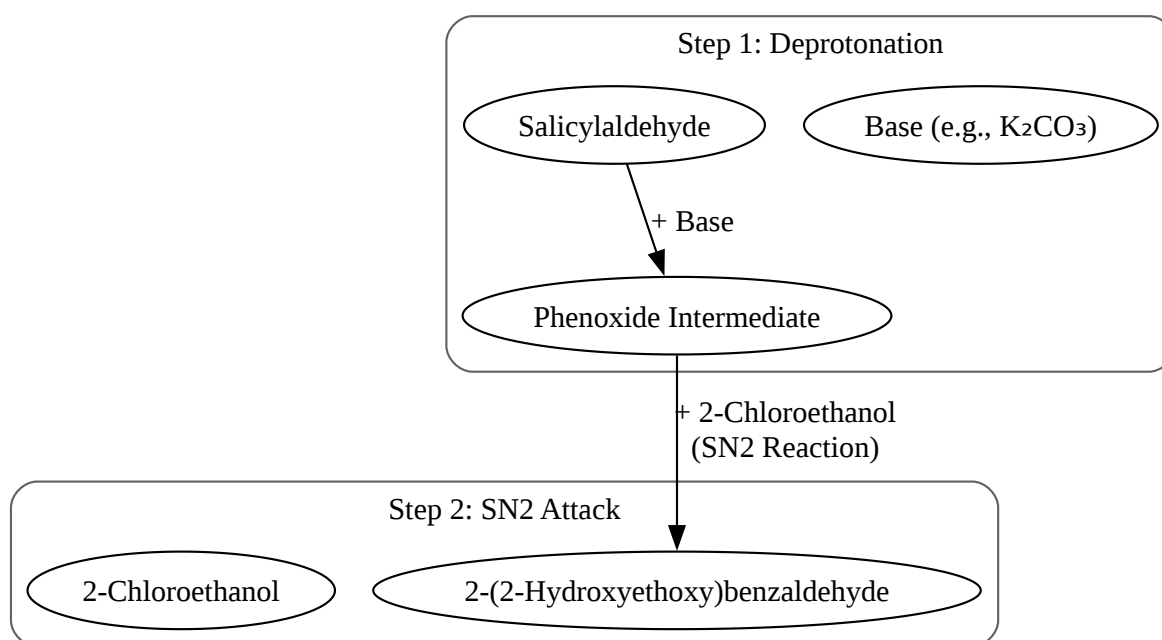 Step 1: Deprotonation
Salicylaldehyde
Base (e.g., K₂CO₃)
+ Base
Phenoxide Intermediate
+ 2-Chloroethanol
(SN2 Reaction)
Step 2: SN2 Attack
2-Chloroethanol
2-(2-Hydroxyethoxy)benzaldehyde